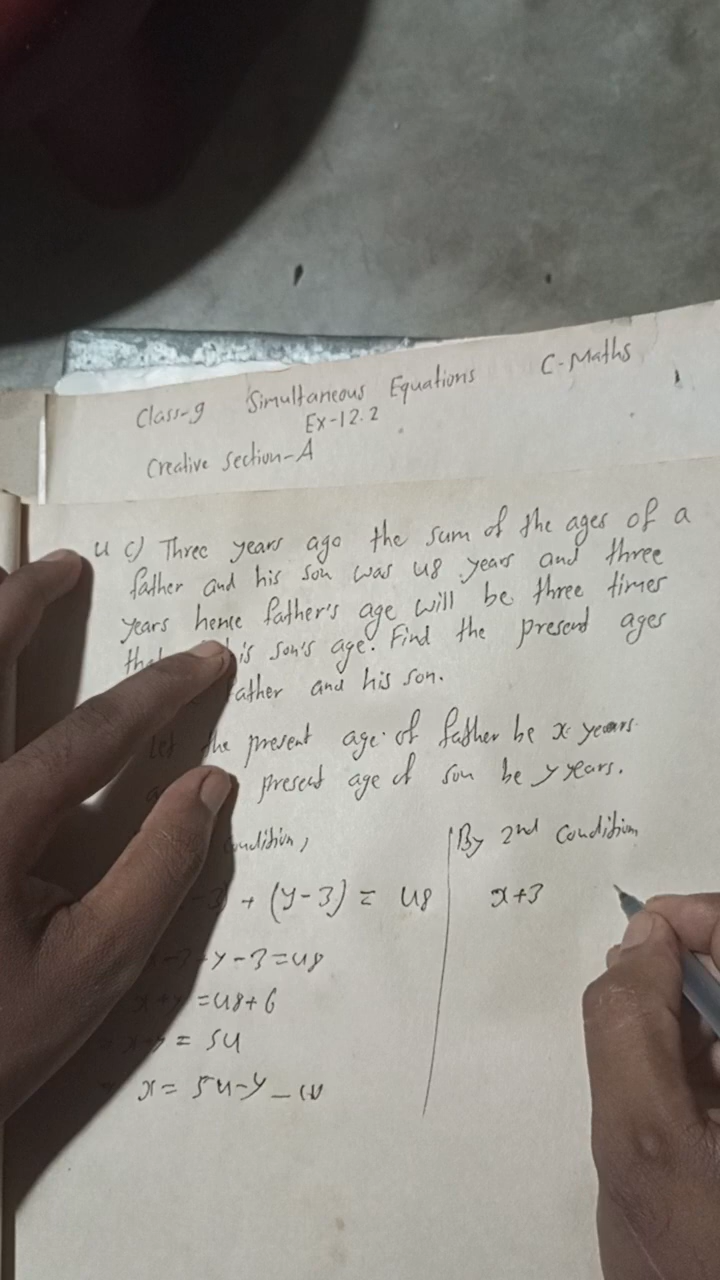 Class-9 Simultaneous Equations C-Maths
Ex-12.2
Creative section-A
4 c) Three years ago the sum of the ages of a
father and his son was 48 years and three
years hence father's age will be three times
is son's age. Find the present ages
father and his son.
the present age of father be x years
present age of son be y years.
By 2nd Condition
+ (y-3) = 48
x+3
y-3=48
=48+6
= 54
x= 54-y